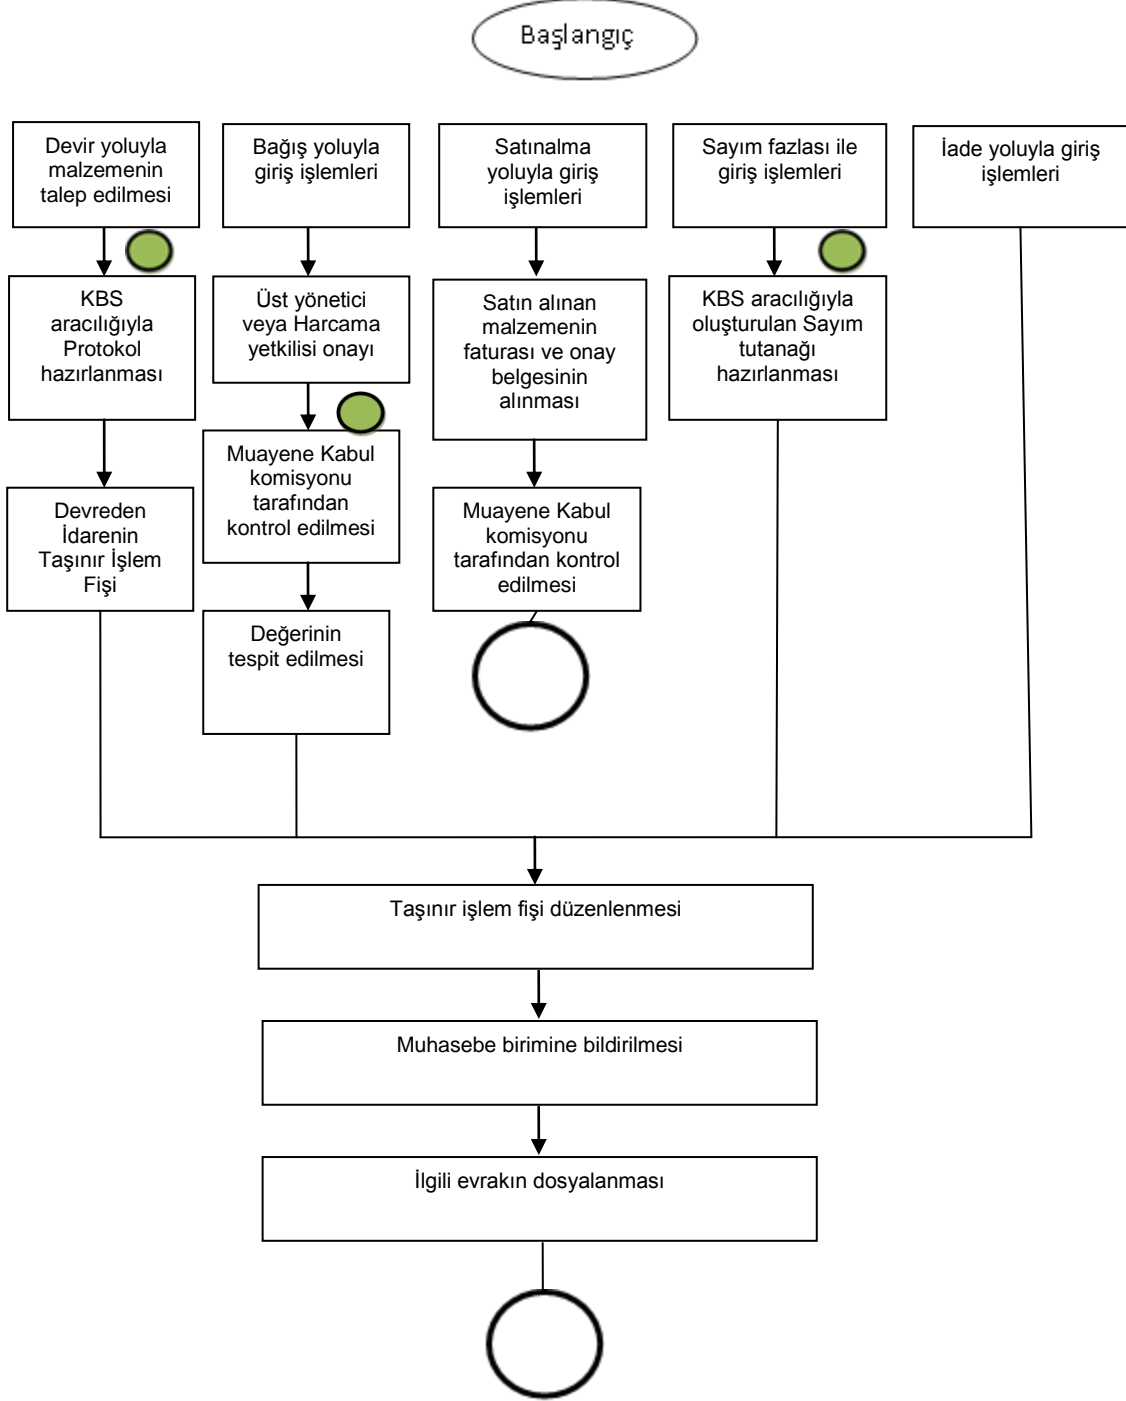 Başlangıç
Devir yoluyla
malzemenin
talep edilmesi
Bağış yoluyla
giriş işlemleri
Satınalma
yoluyla giriş
işlemleri
Sayım fazlası ile
giriş işlemleri
İade yoluyla giriş
işlemleri
KBS
aracılığıyla
Protokol
hazırlanması
Üst yönetici
veya Harcama
yetkilisi onayı
Satın alınan
malzemenin
faturası ve onay
belgesinin
alınması
KBS aracılığıyla
oluşturulan Sayım
tutanağı
hazırlanması
Muayene Kabul
komisyonu
tarafından
kontrol edilmesi
Devreden
İdarenin
Taşınır İşlem
Fişi
Muayene Kabul
komisyonu
tarafından kontrol
edilmesi
Değerinin
tespit edilmesi
Taşınır işlem fişi düzenlenmesi
Muhasebe birimine bildirilmesi
İlgili evrakın dosyalanması